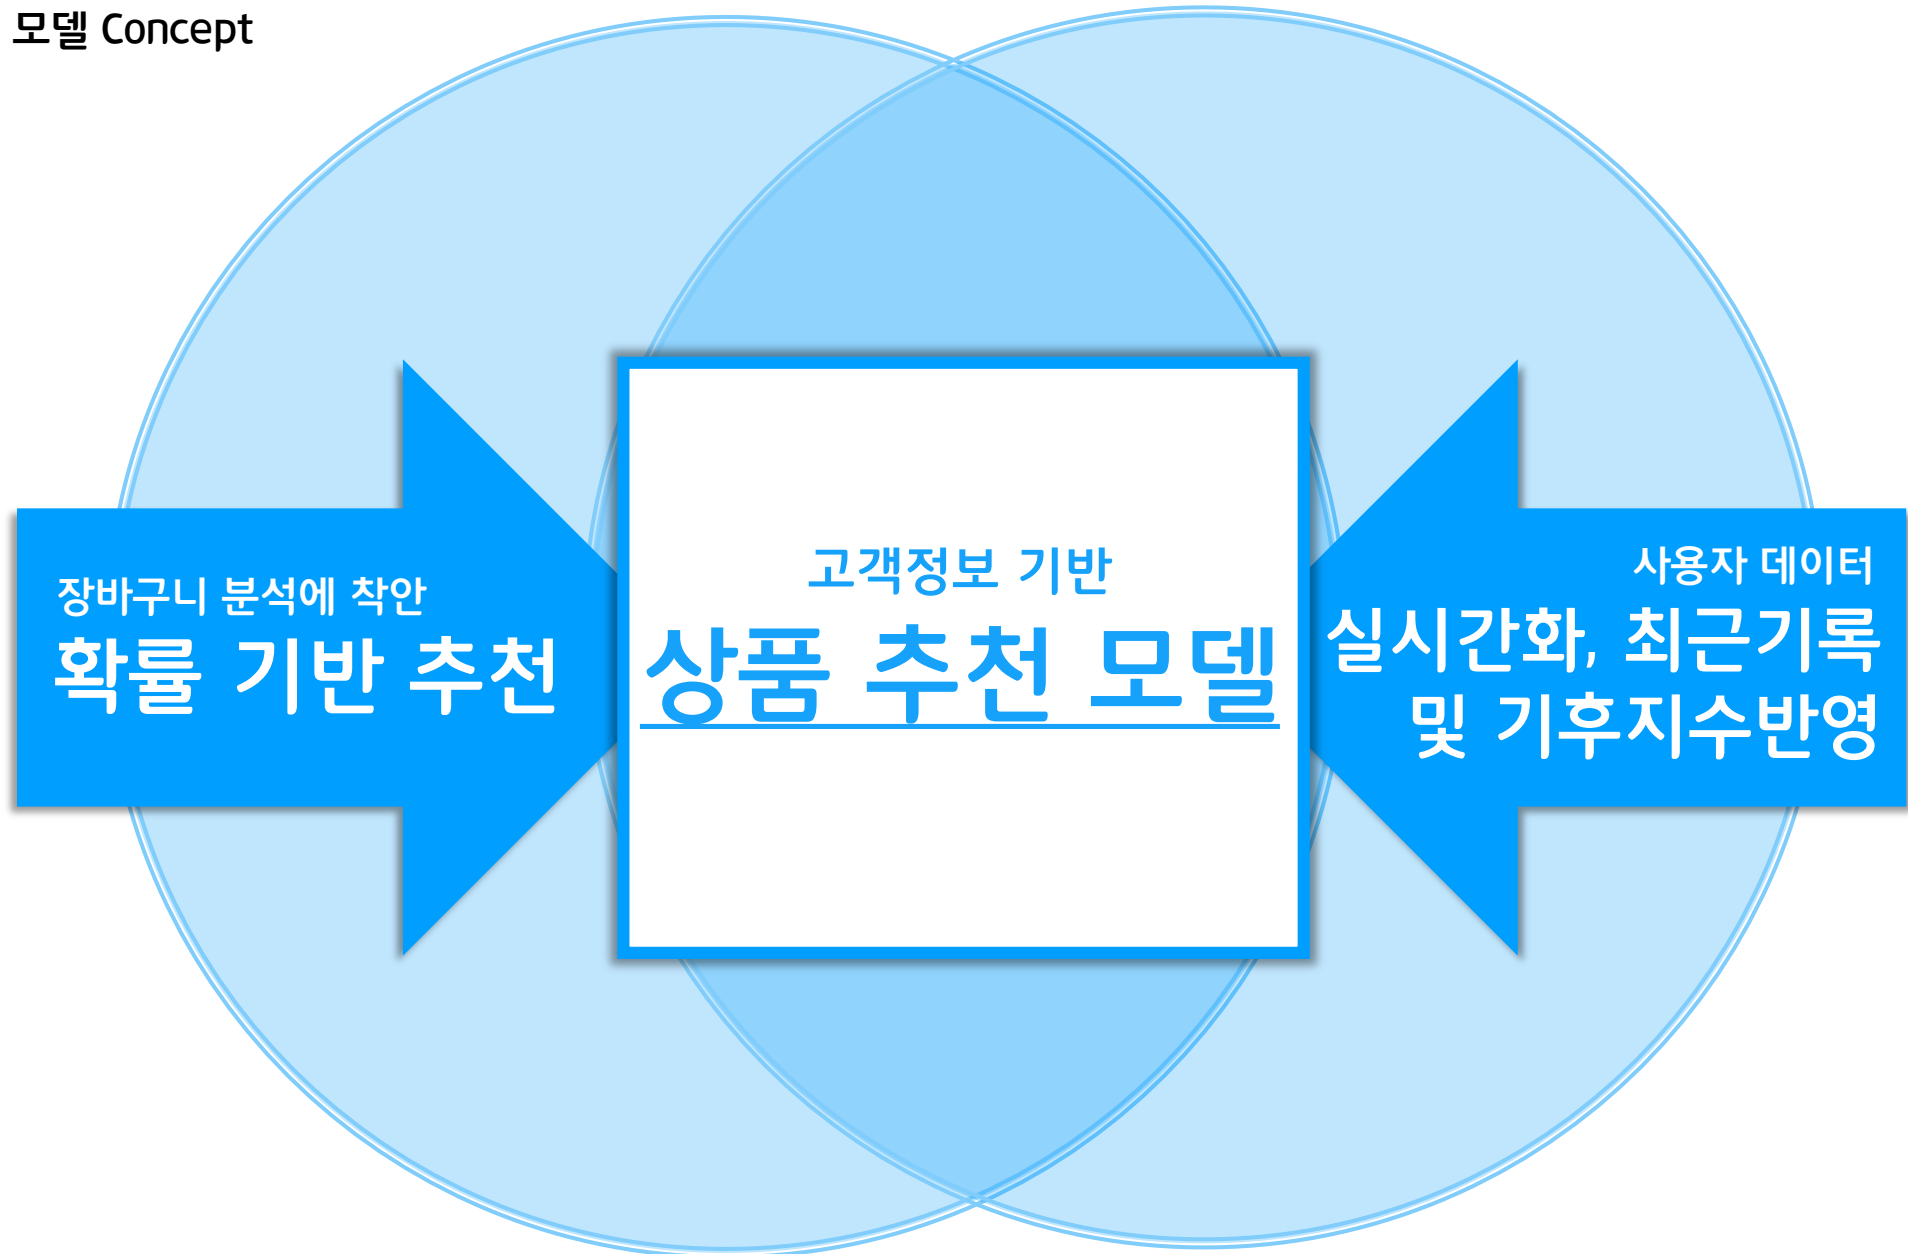 모델 Concept
장바구니 분석에 착안
확률 기반 추천
고객정보 기반
상품 추천 모델
사용자 데이터
실시간화, 최근기록
및 기후지수반영